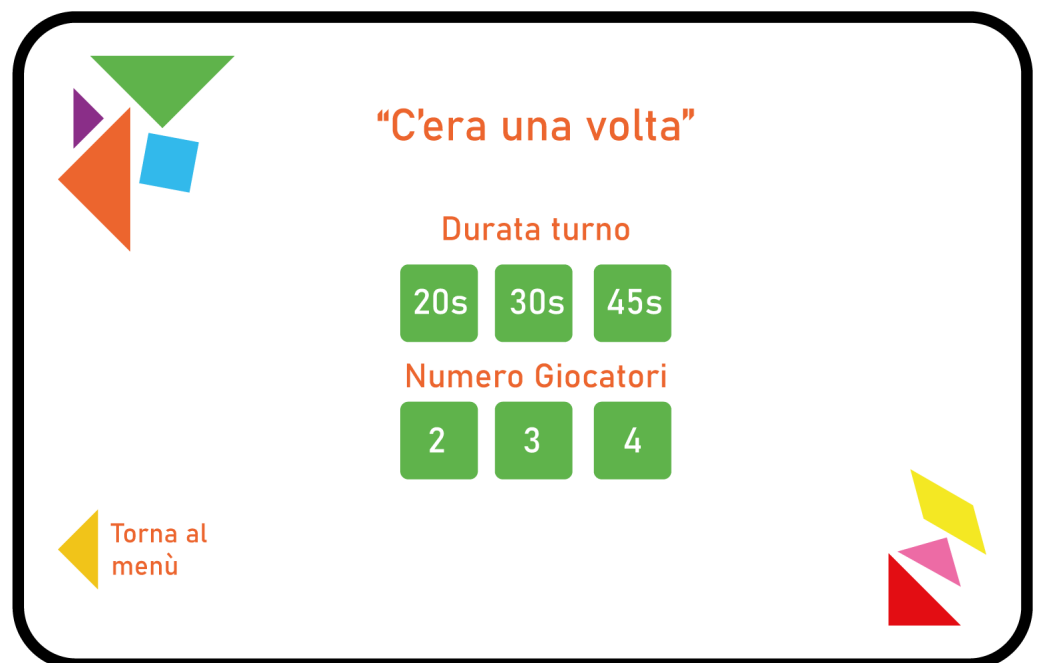 “C'era una volta”
Durata turno
20s 30s 45s
Numero Giocatori
2 3 4
Torna al
menù